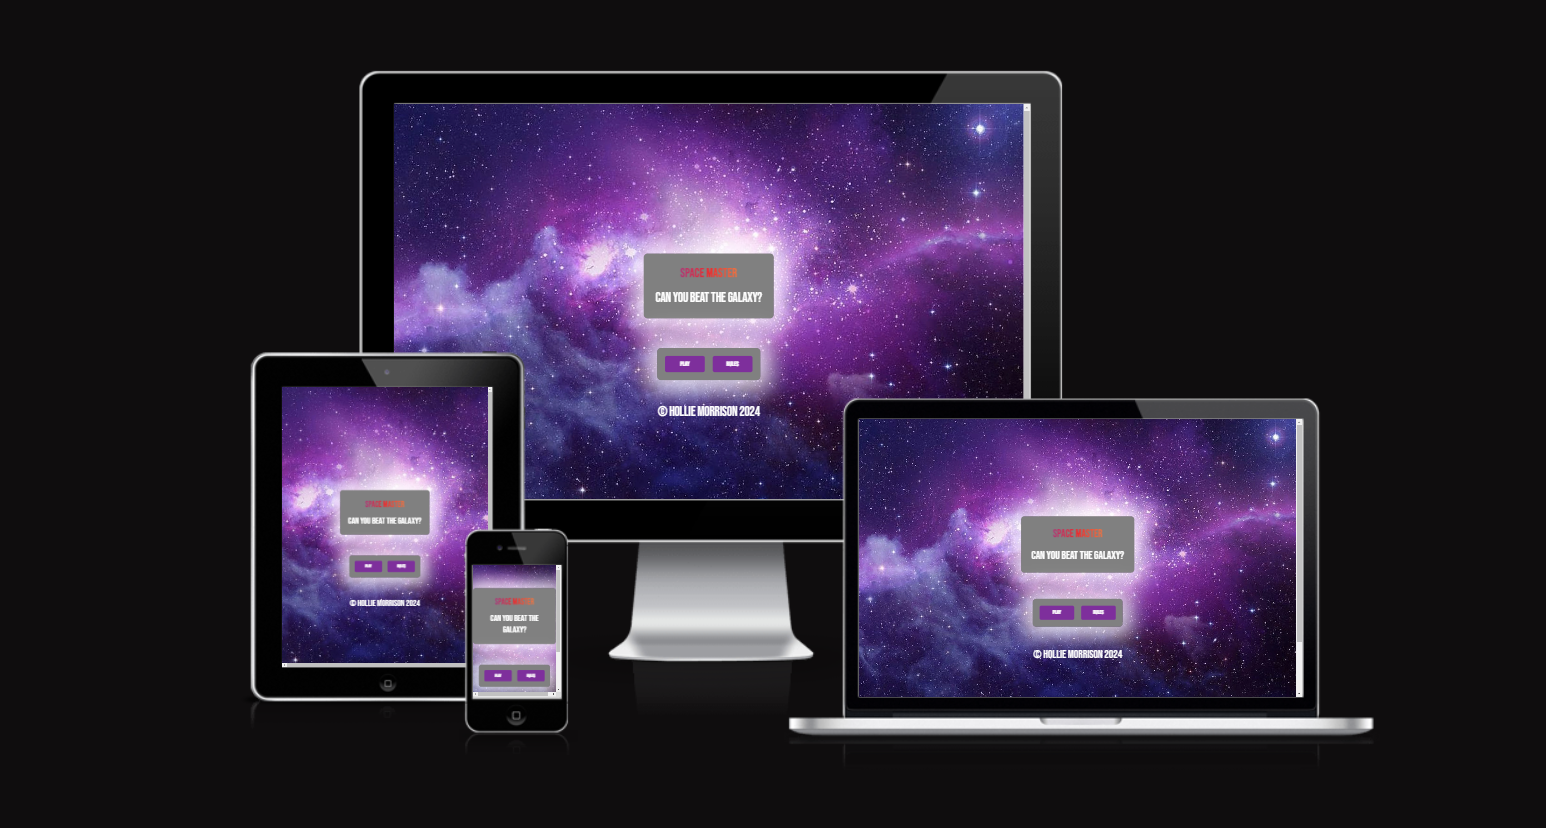 SPACE MASTER
CAN YOU BEAT THE GALAXY?
PLAY
RULES
© HOLLIE MORRISON 2024
SPACE MASTER
CAN YOU BEAT THE GALAXY?
PLAY
RULES
© HOLLIE MORRISON 2024
SPACE MASTER
CAN YOU BEAT THE
GALAXY?
PLAY
RULES
SPACE MASTER
CAN YOU BEAT THE GALAXY?
PLAY
RULES
© HOLLIE MORRISON 2024